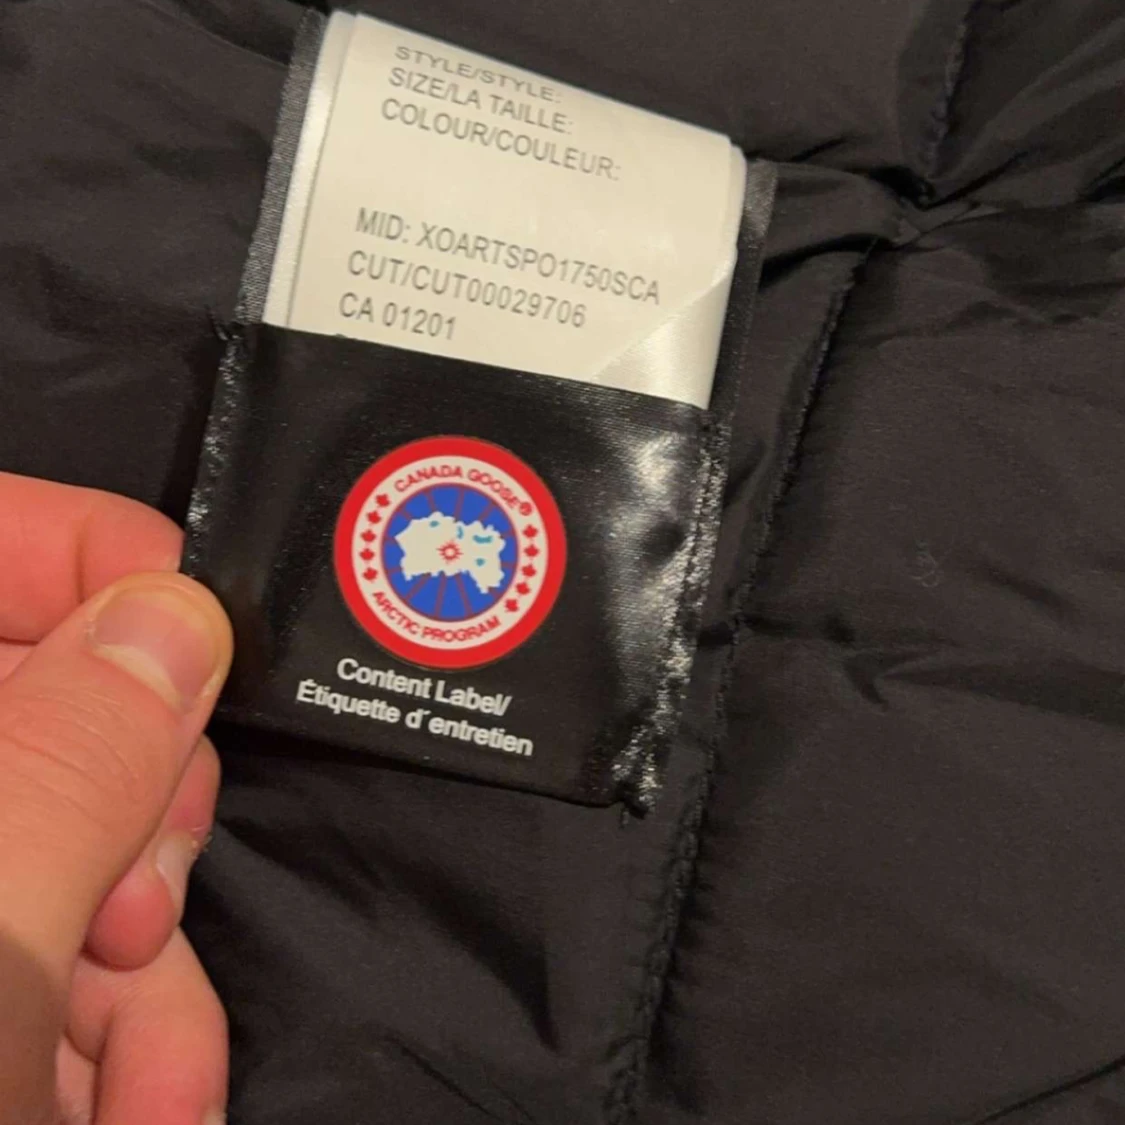 STYLE/STYLE:
SIZE/LA TAILLE:
COLOUR/COULEUR:
MID: XOARTSPO1750SCA
CUT/CUT00029706
CA 01201
CANADA GOOSE®
ARCTIC PROGRAM
Content Label/
Étiquette d´entretien